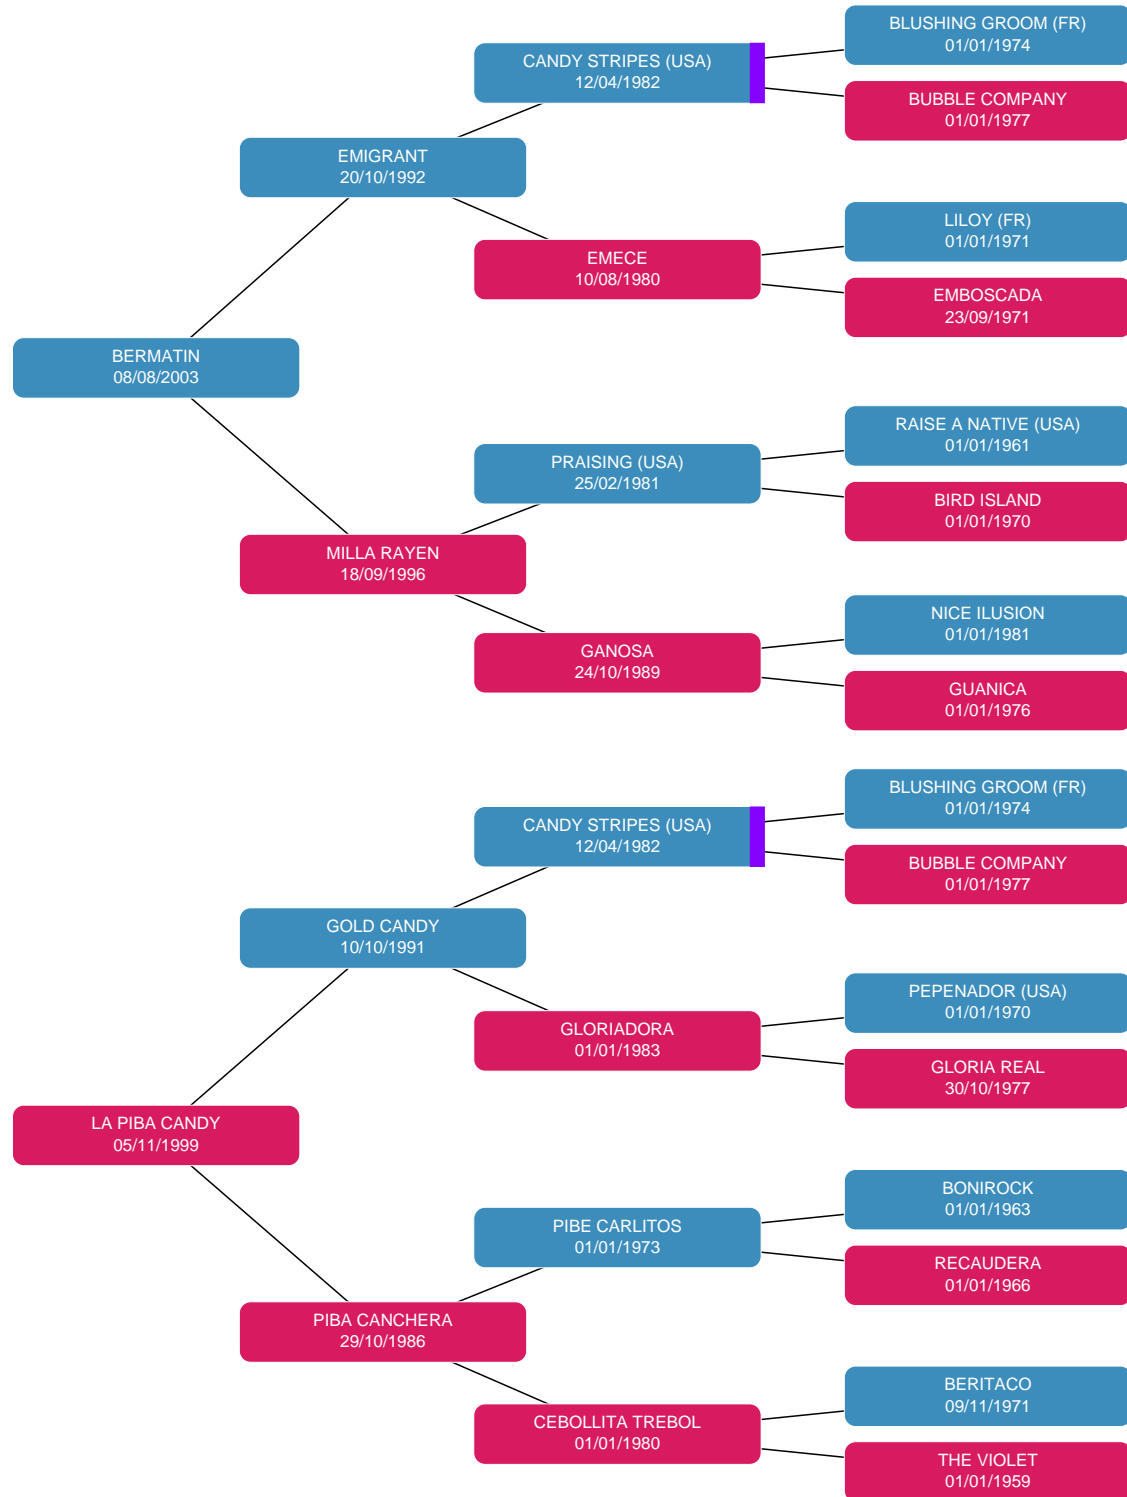 BLUSHING GROOM (FR)
01/01/1974
CANDY STRIPES (USA)
12/04/1982
BUBBLE COMPANY
01/01/1977
EMIGRANT
20/10/1992
LILOY (FR)
01/01/1971
EMECE
10/08/1980
EMBOSCADA
23/09/1971
BERMATIN
08/08/2003
RAISE A NATIVE (USA)
01/01/1961
PRAISING (USA)
25/02/1981
BIRD ISLAND
01/01/1970
MILLA RAYEN
18/09/1996
NICE ILUSION
01/01/1981
GANOSA
24/10/1989
GUANICA
01/01/1976
BLUSHING GROOM (FR)
01/01/1974
CANDY STRIPES (USA)
12/04/1982
BUBBLE COMPANY
01/01/1977
GOLD CANDY
10/10/1991
PEPENADOR (USA)
01/01/1970
GLORIADORA
01/01/1983
GLORIA REAL
30/10/1977
LA PIBA CANDY
05/11/1999
BONIROCK
01/01/1963
PIBE CARLITOS
01/01/1973
RECAUDERA
01/01/1966
PIBA CANCHERA
29/10/1986
BERITACO
09/11/1971
CEBOLLITA TREBOL
01/01/1980
THE VIOLET
01/01/1959